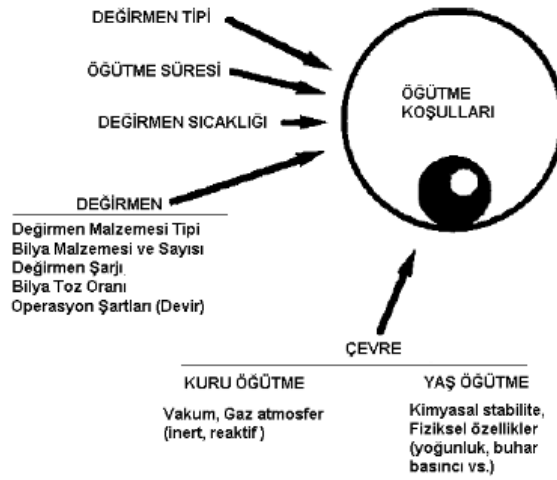 DEĞİRMEN TİPİ
ÖĞÜTME SÜRESİ
DEĞİRMEN SICAKLIĞI
ÖĞÜTME
KOŞULLARI
DEĞİRMEN
Değirmen Malzemesi Tipi
Bilya Malzemesi ve Sayısı
Değirmen Şarjı
Bilya Toz Oranı
Operasyon Şartları (Devir)
ÇEVRE
KURU ÖĞÜTME
Vakum, Gaz atmosfer
(inert, reaktif )
YAŞ ÖĞÜTME
Kimyasal stabilite,
Fiziksel özellikler
(yoğunluk, buhar
basıncı vs.)